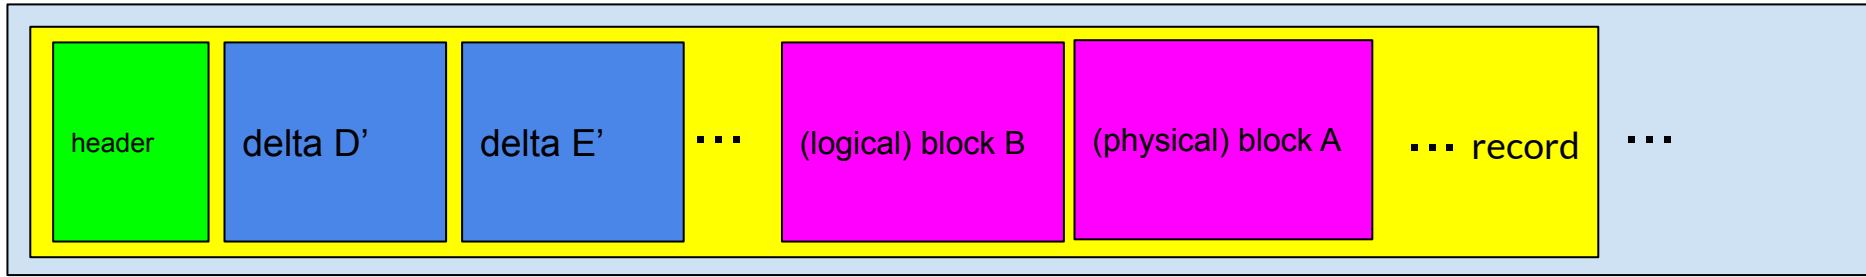 header
delta D’
delta E’
...
(logical) block B
(physical) block A
... record
...